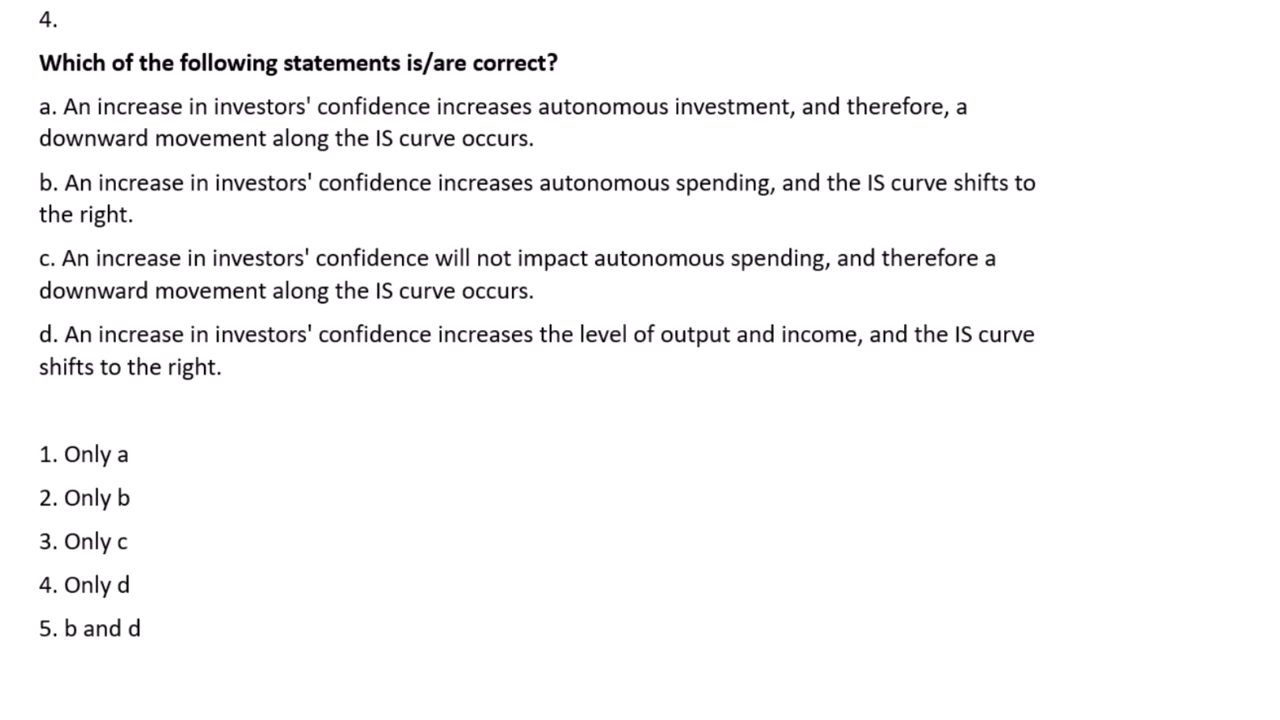 4.
Which of the following statements is/are correct?
a. An increase in investors' confidence increases autonomous investment, and therefore, a
downward movement along the IS curve occurs.
b. An increase in investors' confidence increases autonomous spending, and the IS curve shifts to
the right.
c. An increase in investors' confidence will not impact autonomous spending, and therefore a
downward movement along the IS curve occurs.
d. An increase in investors' confidence increases the level of output and income, and the IS curve
shifts to the right.
1. Only a
2. Only b
3. Only c
4. Only d
5. b and d